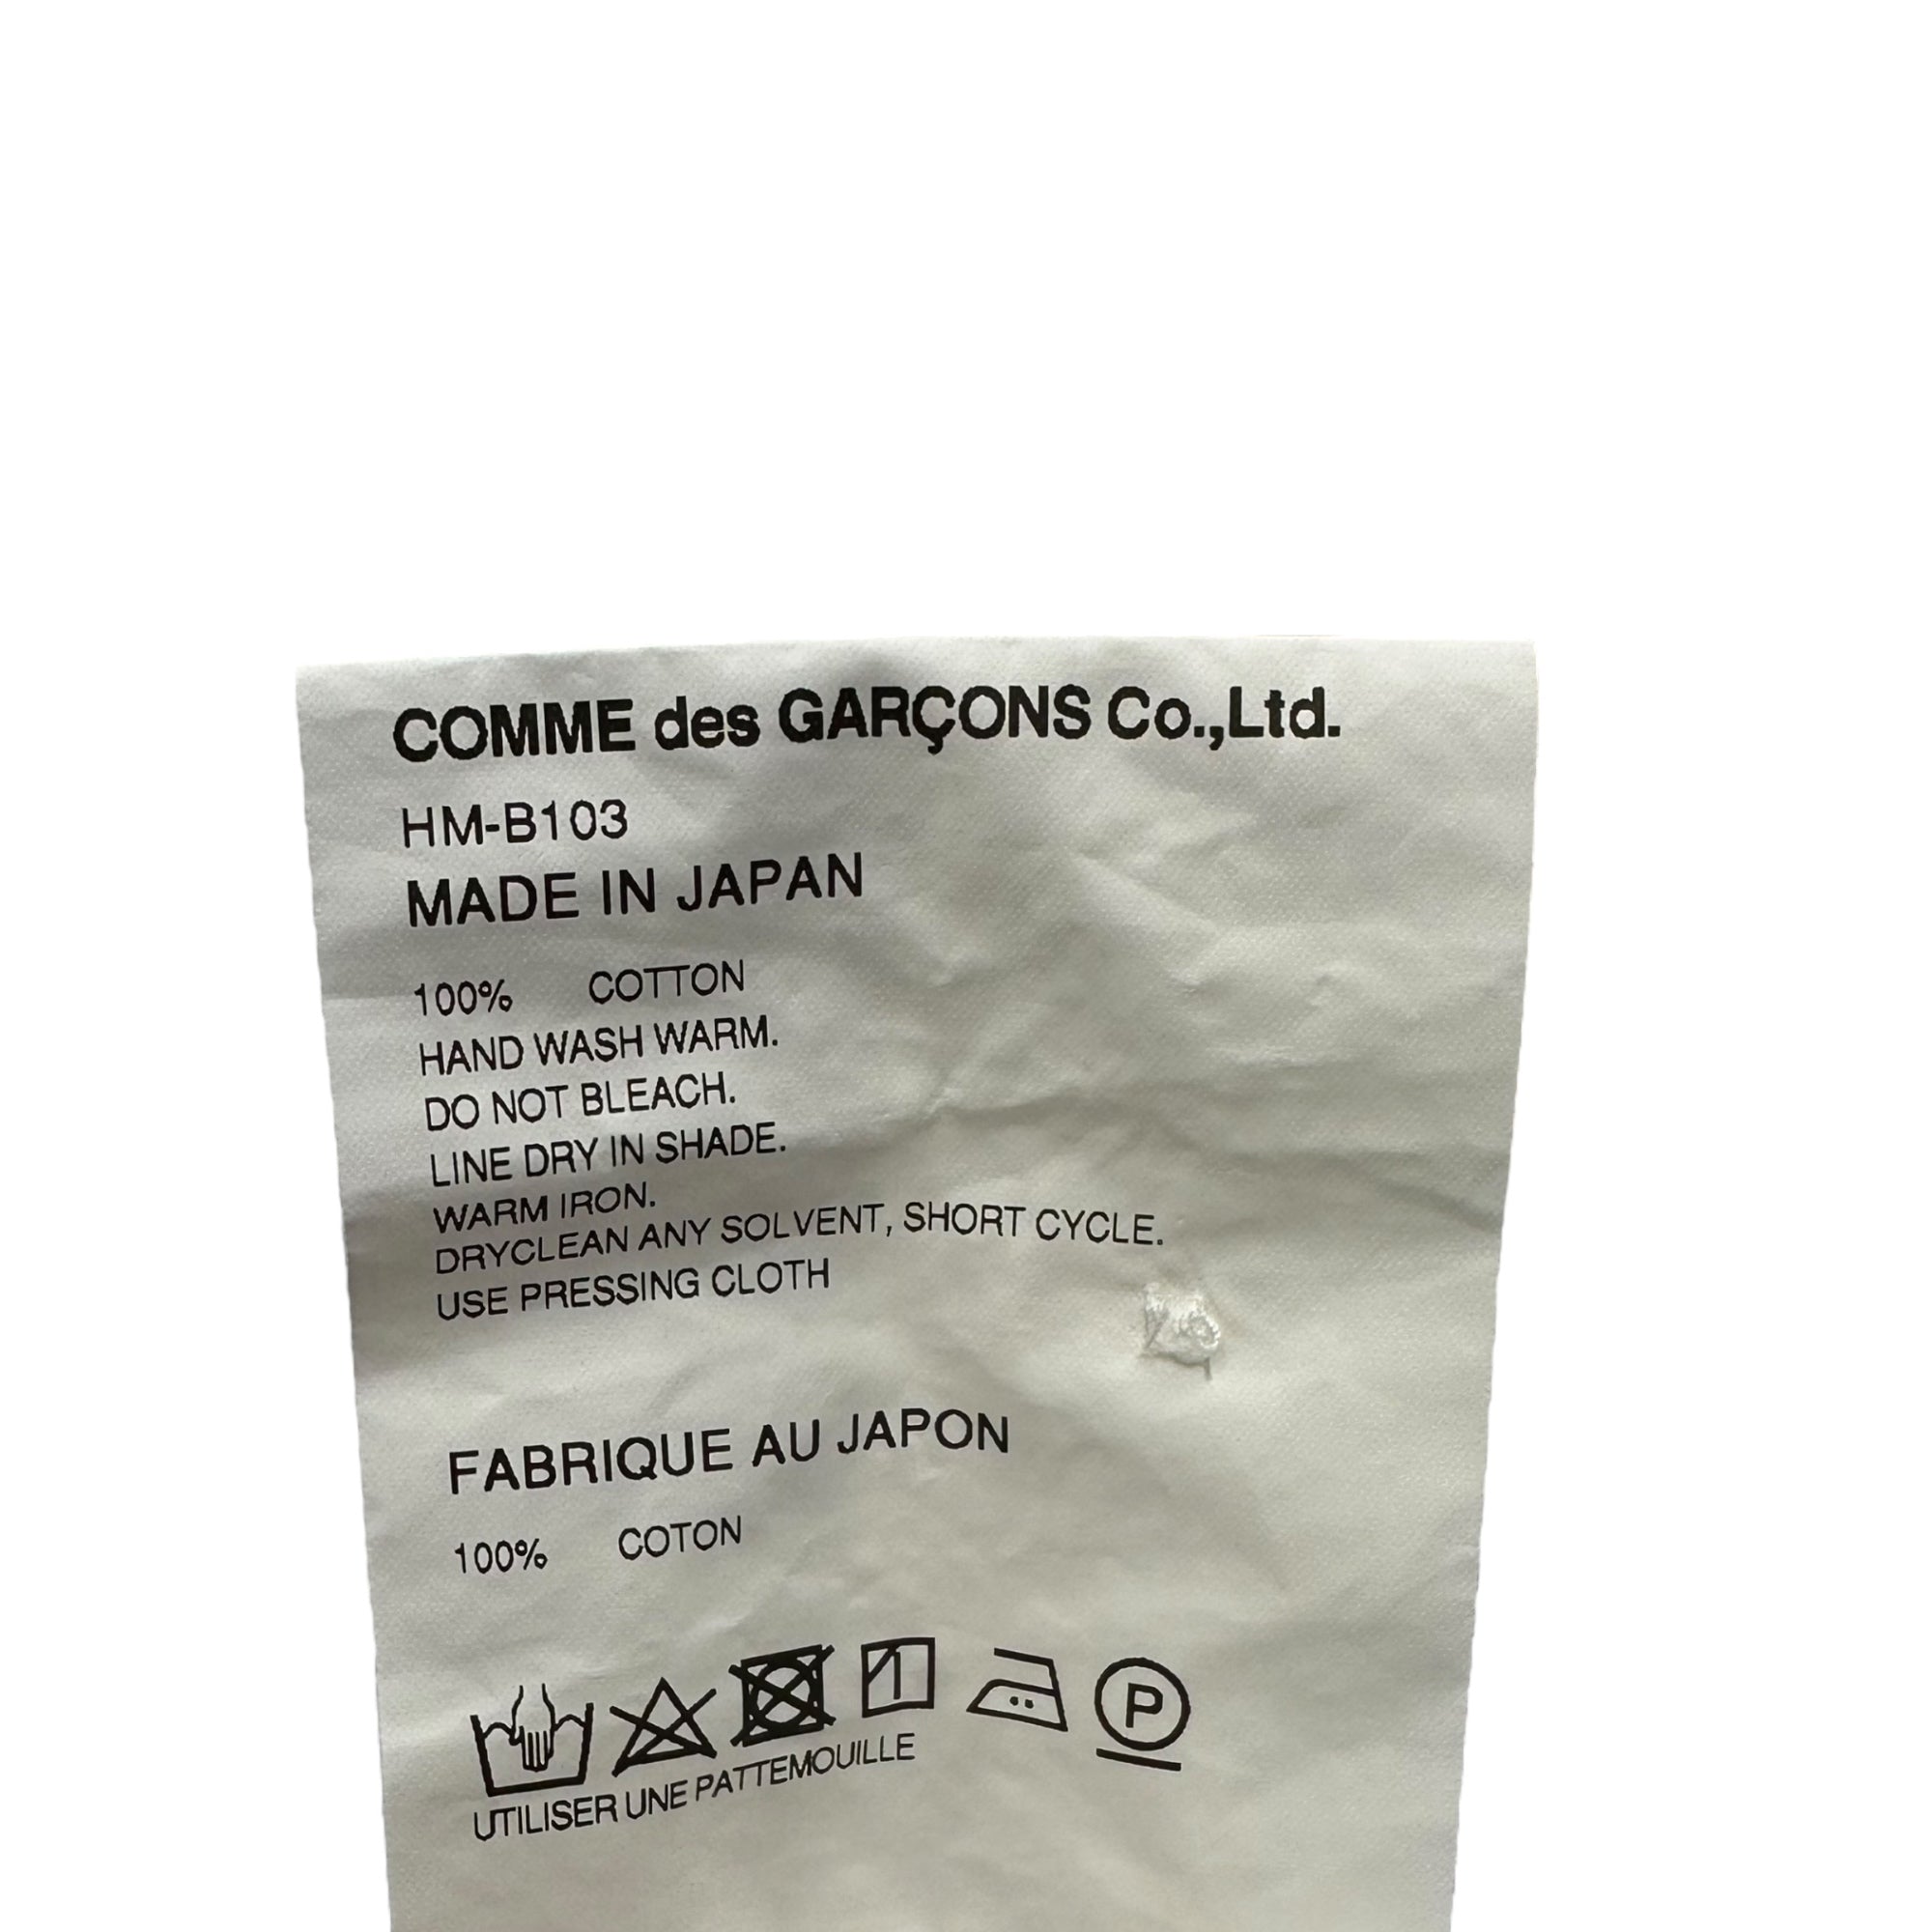 COMME des GARÇONS Co.,Ltd.
HM-B103
MADE IN JAPAN
100% COTTON
HAND WASH WARM.
DO NOT BLEACH.
LINE DRY IN SHADE.
WARM IRON.
DRYCLEAN ANY SOLVENT, SHORT CYCLE.
USE PRESSING CLOTH
FABRIQUE AU JAPON
100% COTON
P
UTILISER UNE PATTEMOUILLE